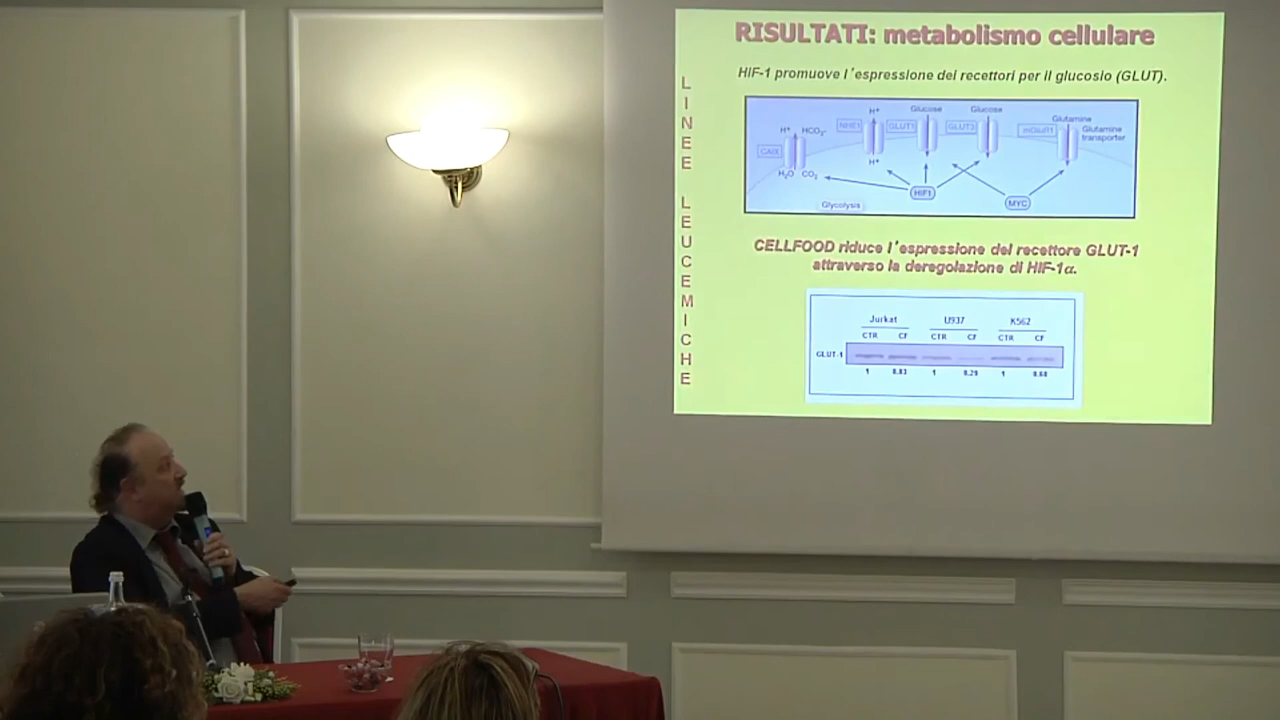 RISULTATI: metabolismo cellulare
HIF-1 promuove l'espressione dei recettori per il glucosio (GLUT).
LINEE LEUCEMICHE
H+ Glucose Glucose Glutamine
H+ HCO3- NHE1 GLUT1 GLUT3 mGluR1 Glutamine
transporter
CAIX
H+
H2O CO2
HIF1
MYC
Glycolysis
CELLFOOD riduce l'espressione del recettore GLUT-1
attraverso la deregolazione di HIF-1α.
Jurkat U937 K562
CTR CF CTR CF CTR CF
GLUT-1
1 0.83 1 0.29 1 0.68